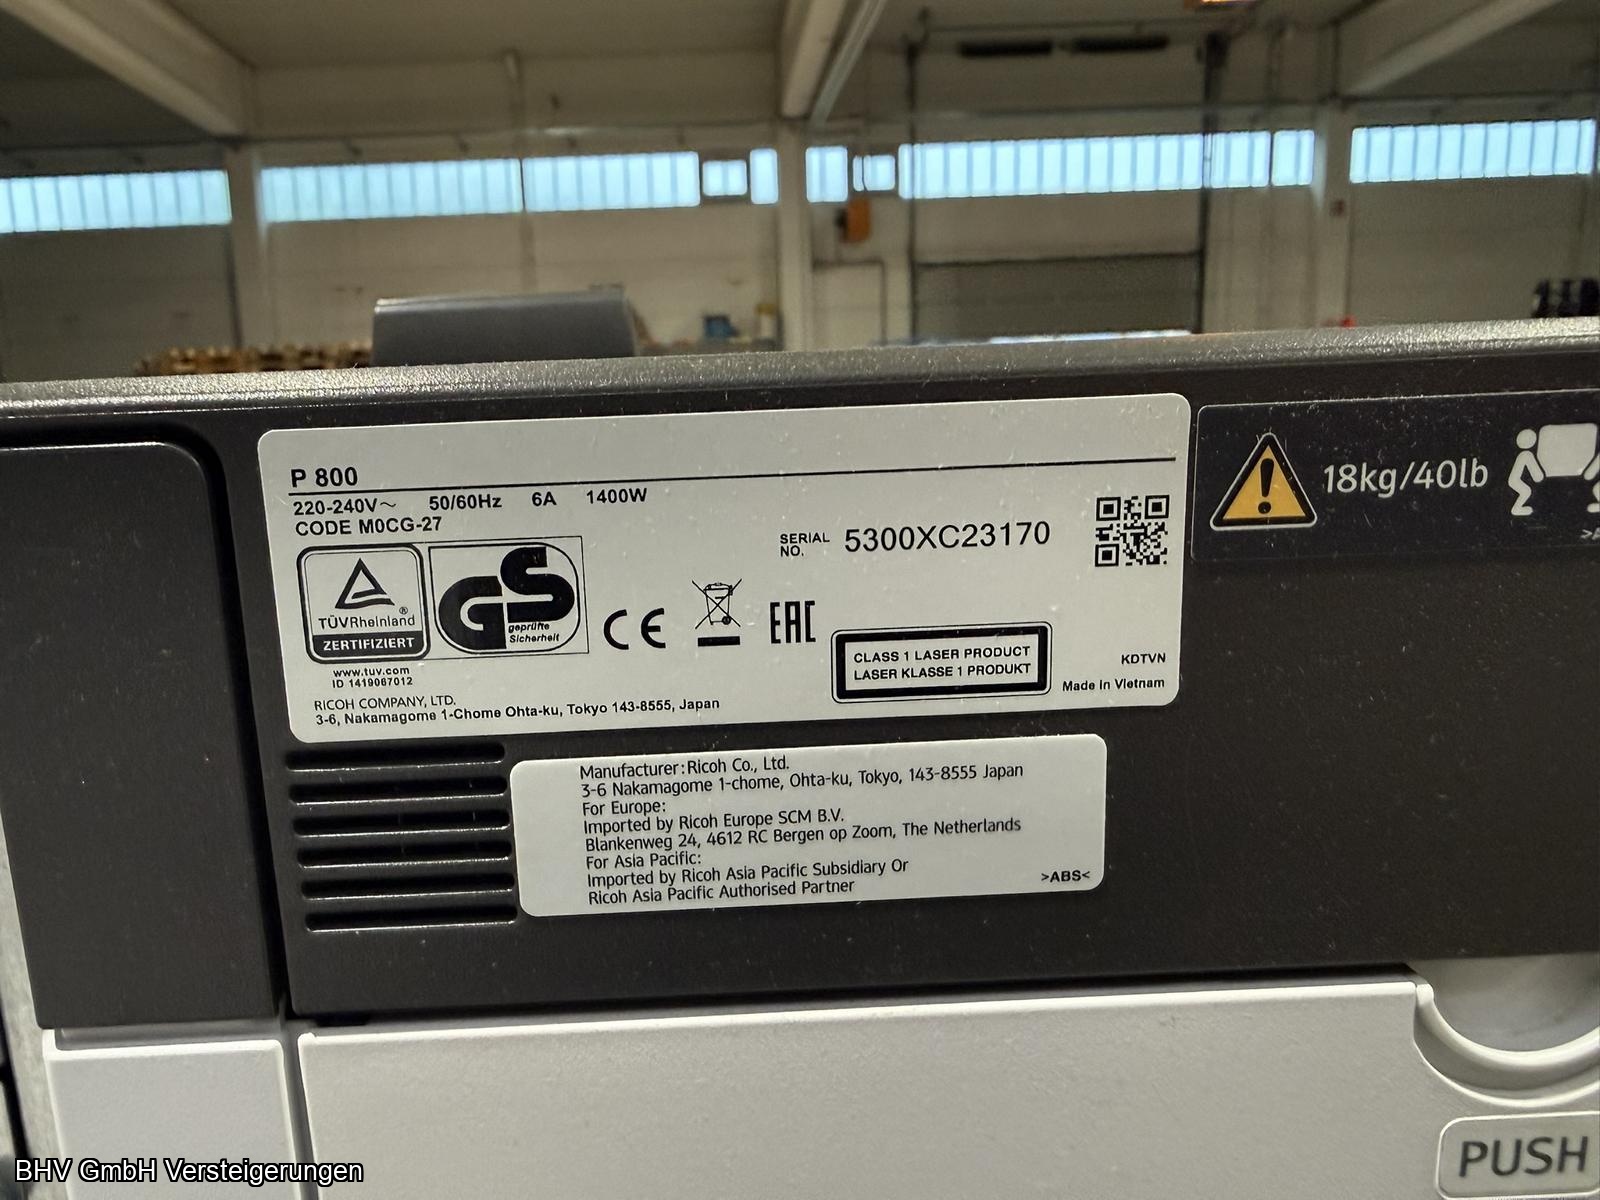 P 800
220-240V~ 50/60Hz 6A 1400W
CODE M0CG-27
SERIAL NO. 5300XC23170
TÜVRheinland ®
ZERTIFIZIERT
GS
geprüfte
Sicherheit
CE
EAC
www.tuv.com
ID 1419067012
CLASS 1 LASER PRODUCT
LASER KLASSE 1 PRODUKT
KDTVN
Made in Vietnam
RICOH COMPANY, LTD.
3-6, Nakamagome 1-Chome Ohta-ku, Tokyo 143-8555, Japan
18kg/40lb
Manufacturer:Ricoh Co., Ltd.
3-6 Nakamagome 1-chome, Ohta-ku, Tokyo, 143-8555 Japan
For Europe:
Imported by Ricoh Europe SCM B.V.
Blankenweg 24, 4612 RC Bergen op Zoom, The Netherlands
For Asia Pacific:
Imported by Ricoh Asia Pacific Subsidiary Or
Ricoh Asia Pacific Authorised Partner
>ABS<
PUSH
BHV GmbH Versteigerungen